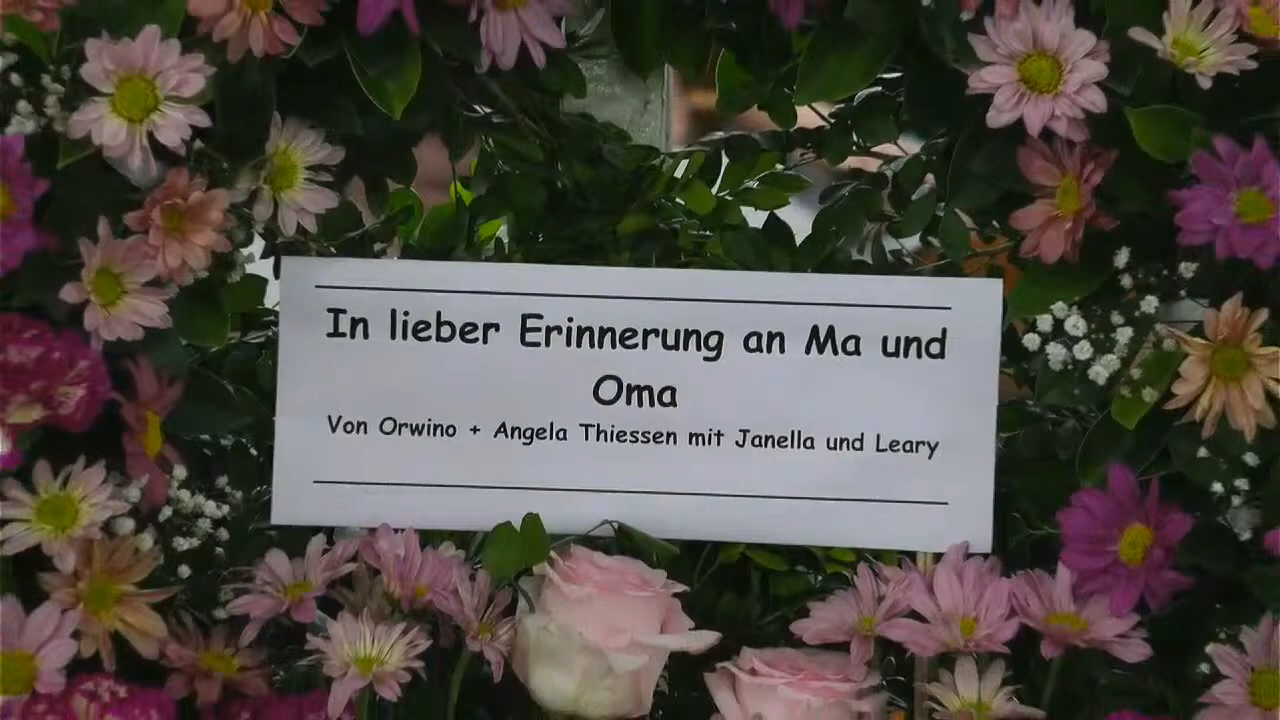 In lieber Erinnerung an Ma und
Oma
Von Orwino + Angela Thiessen mit Janella und Leary